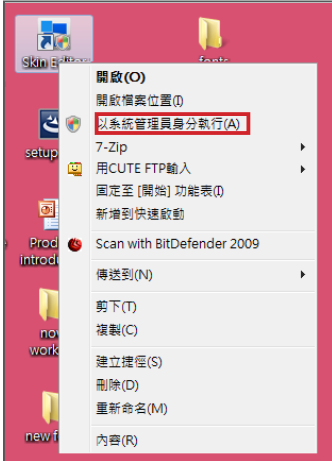 Skin Editor
fonts
開啟(O)
開啟檔案位置(I)
以系統管理員身分執行(A)
7-Zip
用CUTE FTP輸入
固定至 [開始] 功能表(I)
新增到快速啟動
Scan with BitDefender 2009
傳送到(N)
剪下(T)
複製(C)
建立捷徑(S)
刪除(D)
重新命名(M)
內容(R)
setup
Prod
introdu
now
work
new f